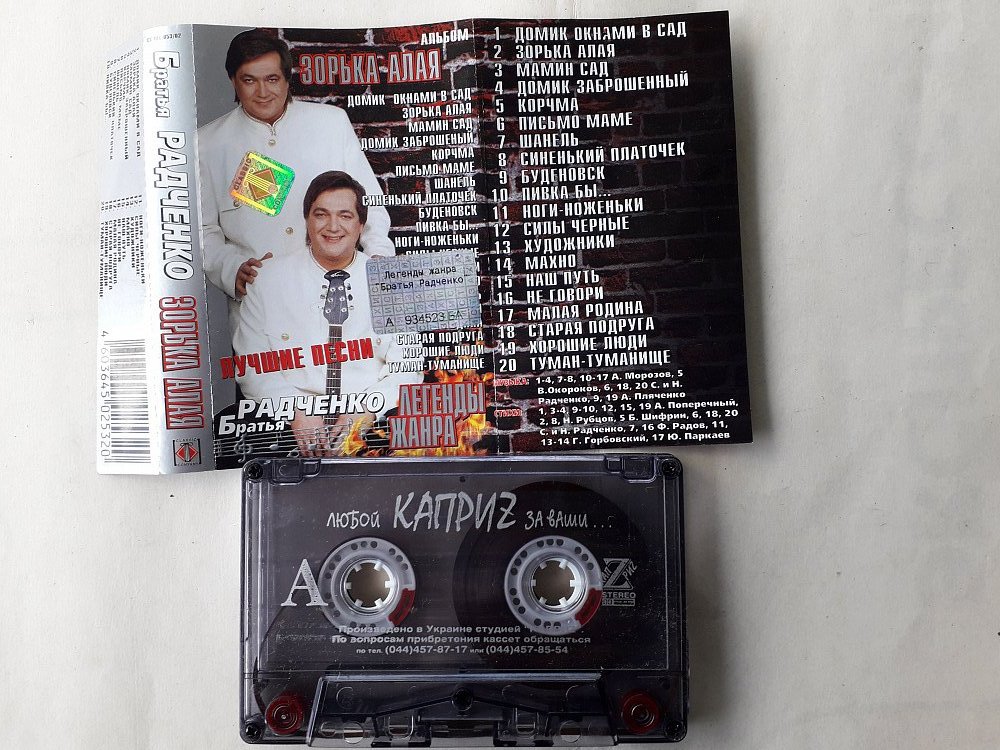 Братья РАДЧЕНКО ЗОРЬКА АЛАЯ
4 603645 025320
АЛЬБОМ
ЗОРЬКА АЛАЯ
ДОМИК ОКНАМИ В САД
ЗОРЬКА АЛАЯ
МАМИН САД
ДОМИК ЗАБРОШЕНЫЙ
КОРЧМА
ПИСЬМО МАМЕ
ШАНЕЛЬ
СИНЕНЬКИЙ ПЛАТОЧЕК
БУДЕНОВСК
ПИВКА БЫ...
НОГИ-НОЖЕНЬКИ
СИЛЫ ЧЕРНЫЕ
Легенды жанра
"Братья Радченко"
А 934523 БА
СТАРАЯ ПОДРУГА
ХОРОШИЕ ЛЮДИ
ТУМАН-ТУМАНИЩЕ
ЛУЧШИЕ ПЕСНИ
РАДЧЕНКО
Братья
ЛЕГЕНДЫ
ЖАНРА
1 ДОМИК ОКНАМИ В САД
2 ЗОРЬКА АЛАЯ
3 МАМИН САД
4 ДОМИК ЗАБРОШЕННЫЙ
5 КОРЧМА
6 ПИСЬМО МАМЕ
7 ШАНЕЛЬ
8 СИНЕНЬКИЙ ПЛАТОЧЕК
9 БУДЕНОВСК
10 ПИВКА БЫ...
11 НОГИ-НОЖЕНЬКИ
12 СИЛЫ ЧЕРНЫЕ
13 ХУДОЖНИКИ
14 МАХНО
15 НАШ ПУТЬ
16 НЕ ГОВОРИ
17 МАЛАЯ РОДИНА
18 СТАРАЯ ПОДРУГА
19 ХОРОШИЕ ЛЮДИ
20 ТУМАН-ТУМАНИЩЕ
МУЗЫКА: 1-4, 7-8, 10-17 А. Морозов, 5
В.Окороков, 6, 18, 20 С. и Н.
Радченко, 9, 19 А. Пляченко
СТИХИ: 1, 3-4, 9-10, 12, 15, 19 А. Поперечный,
2, 8, Н. Рубцов, 5 Б. Шифрин, 6, 18, 20
С. и Н. Радченко, 7, 16 Ф. Радов, 11,
13-14 Г. Горбовский, 17 Ю. Паркаев
ЛЮБОЙ КАПРИZ ЗА ВАШИ...
A
STEREO
Произведено в Украине студией
По вопросам прибретения кассет обращаться
по тел. (044)457-87-17 или (044)457-85-54